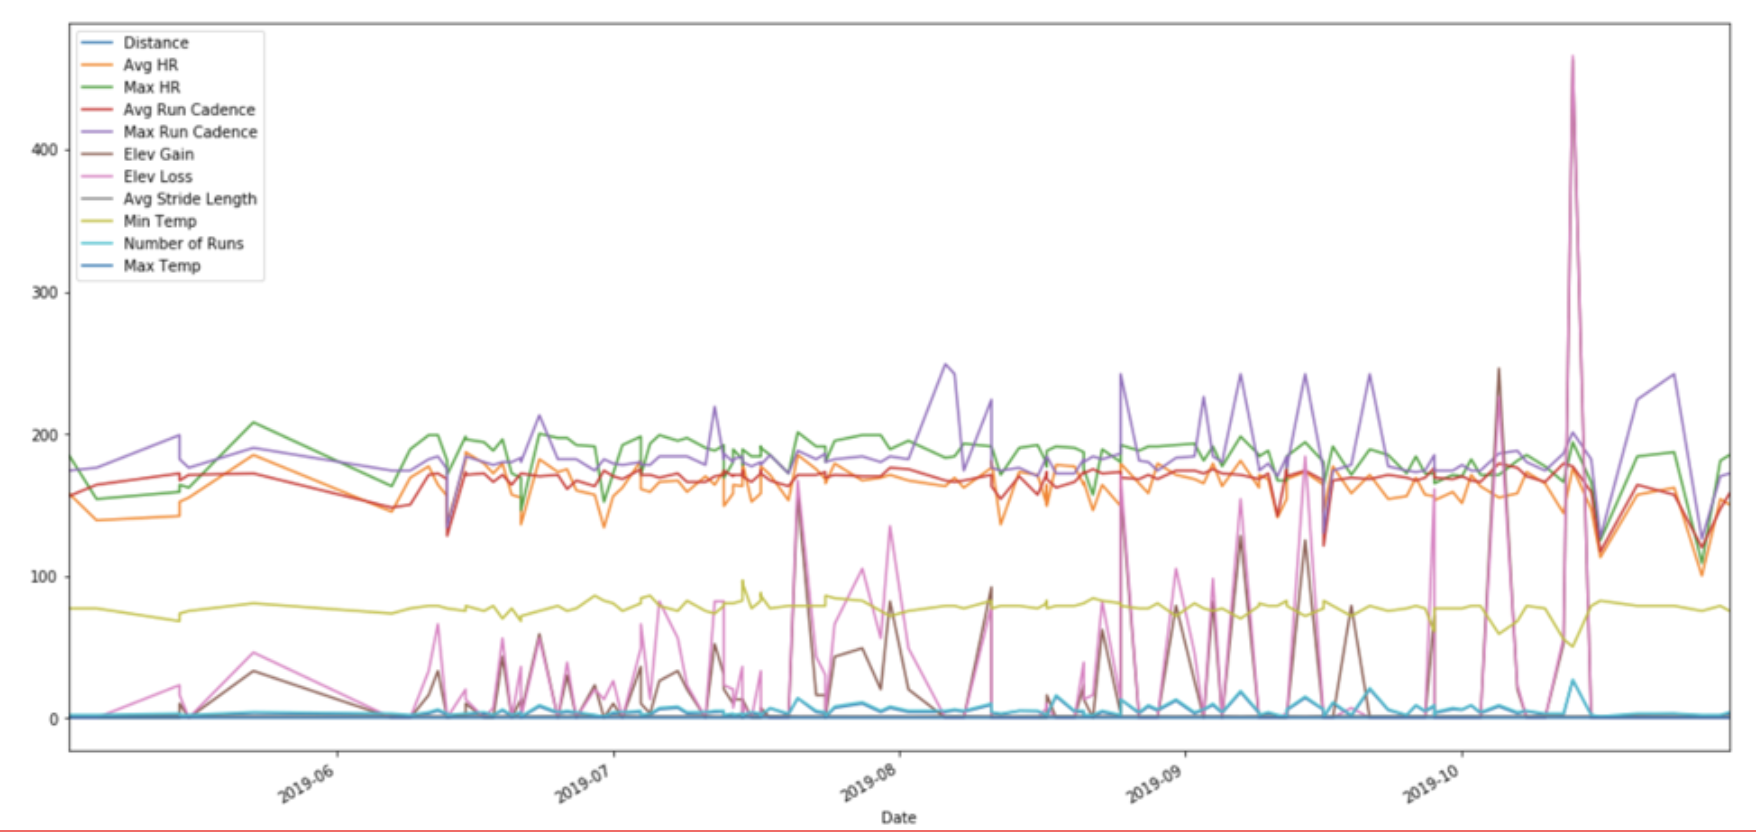 Distance
Avg HR
Max HR
Avg Run Cadence
Max Run Cadence
Elev Gain
Elev Loss
Avg Stride Length
Min Temp
Number of Runs
Max Temp
400
300
200
100
0
2019-06
2019-07
2019-08
2019-09
2019-10
Date